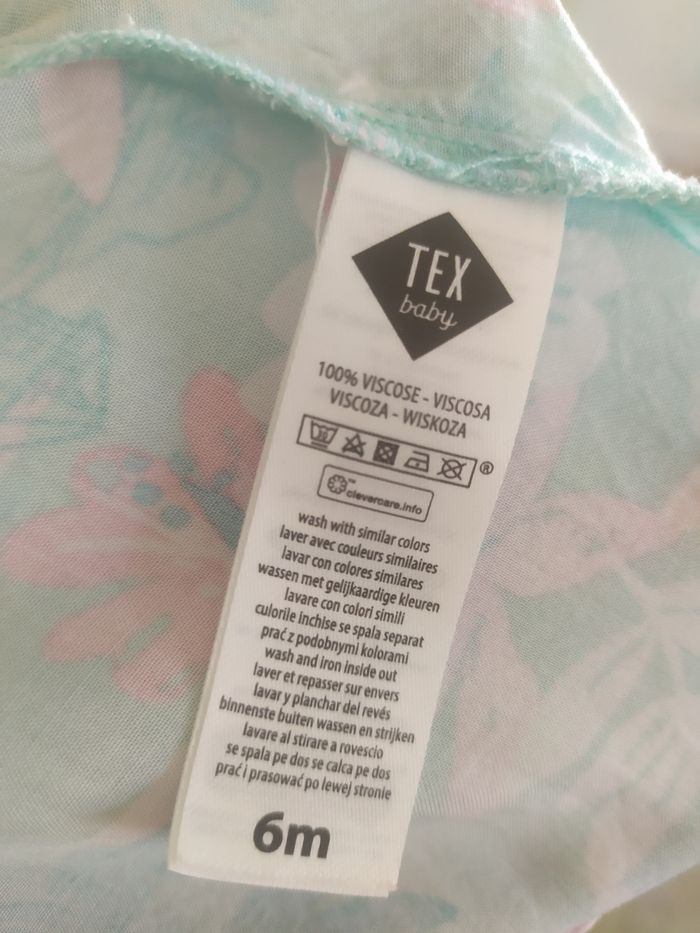 TEX
baby
100% VISCOSE - VISCOSA
VISCOZA - WISKOZA
®
™
clevercare.info
wash with similar colors
laver avec couleurs similaires
lavar con colores similares
wassen met gelijkaardige kleuren
lavare con colori simili
culorile inchise se spala separat
prać z podobnymi kolorami
wash and iron inside out
laver et repasser sur envers
lavar y planchar del revés
binnenste buiten wassen en strijken
lavare al stirare a rovescio
se spala pe dos se calca pe dos
prać i prasować po lewej stronie
6m